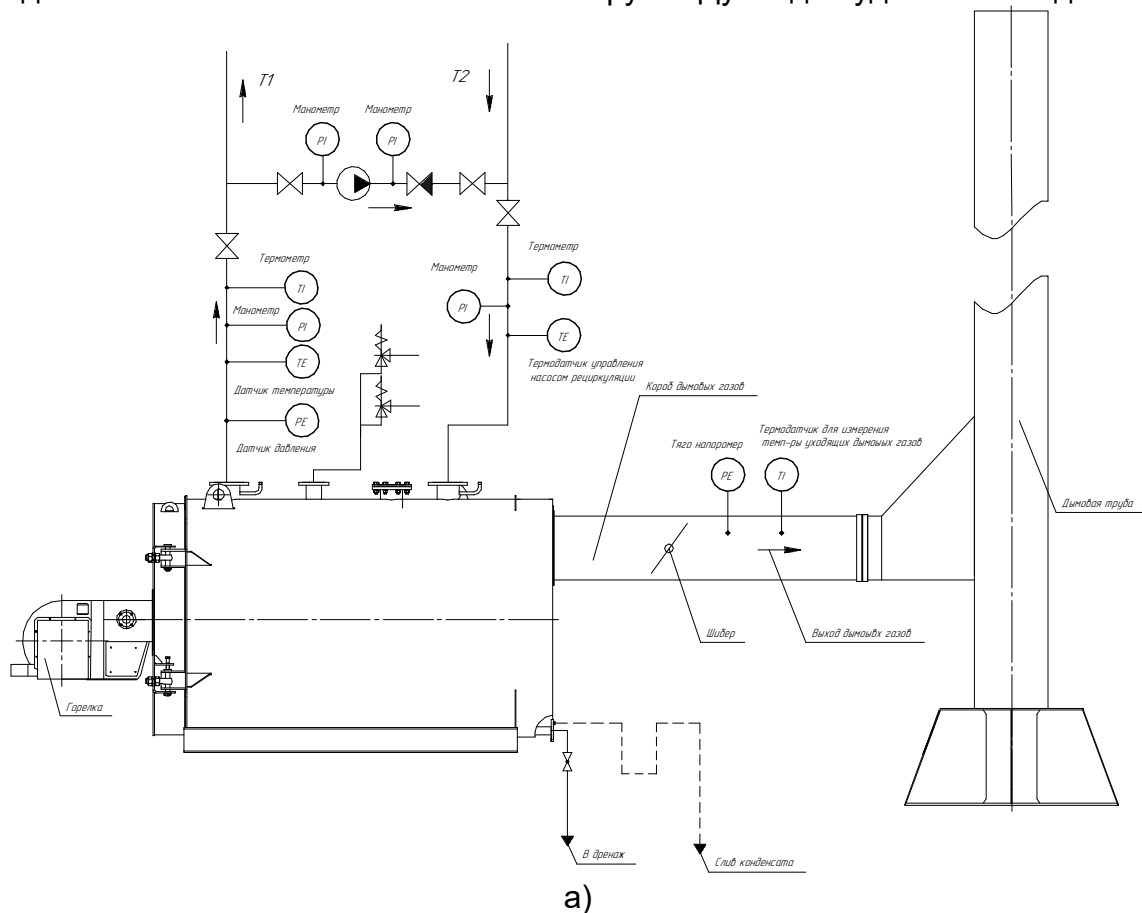 T1
T2
Манометр
Манометр
PI
PI
Термометр
TI
Манометр
PI
TE
Датчик температуры
PE
Датчик давления
Термометр
Манометр
TI
PI
TE
Термодатчик управления
насосом рециркуляции
Короб дымовых газов
Термодатчик для измерения
Тяго напоромер
темп-ры уходящих дымоыых газов
PE
TI
Дымовая труба
Шибер
Выход дымоывх газов
Горелка
В дренаж
Слив конденсата
а)